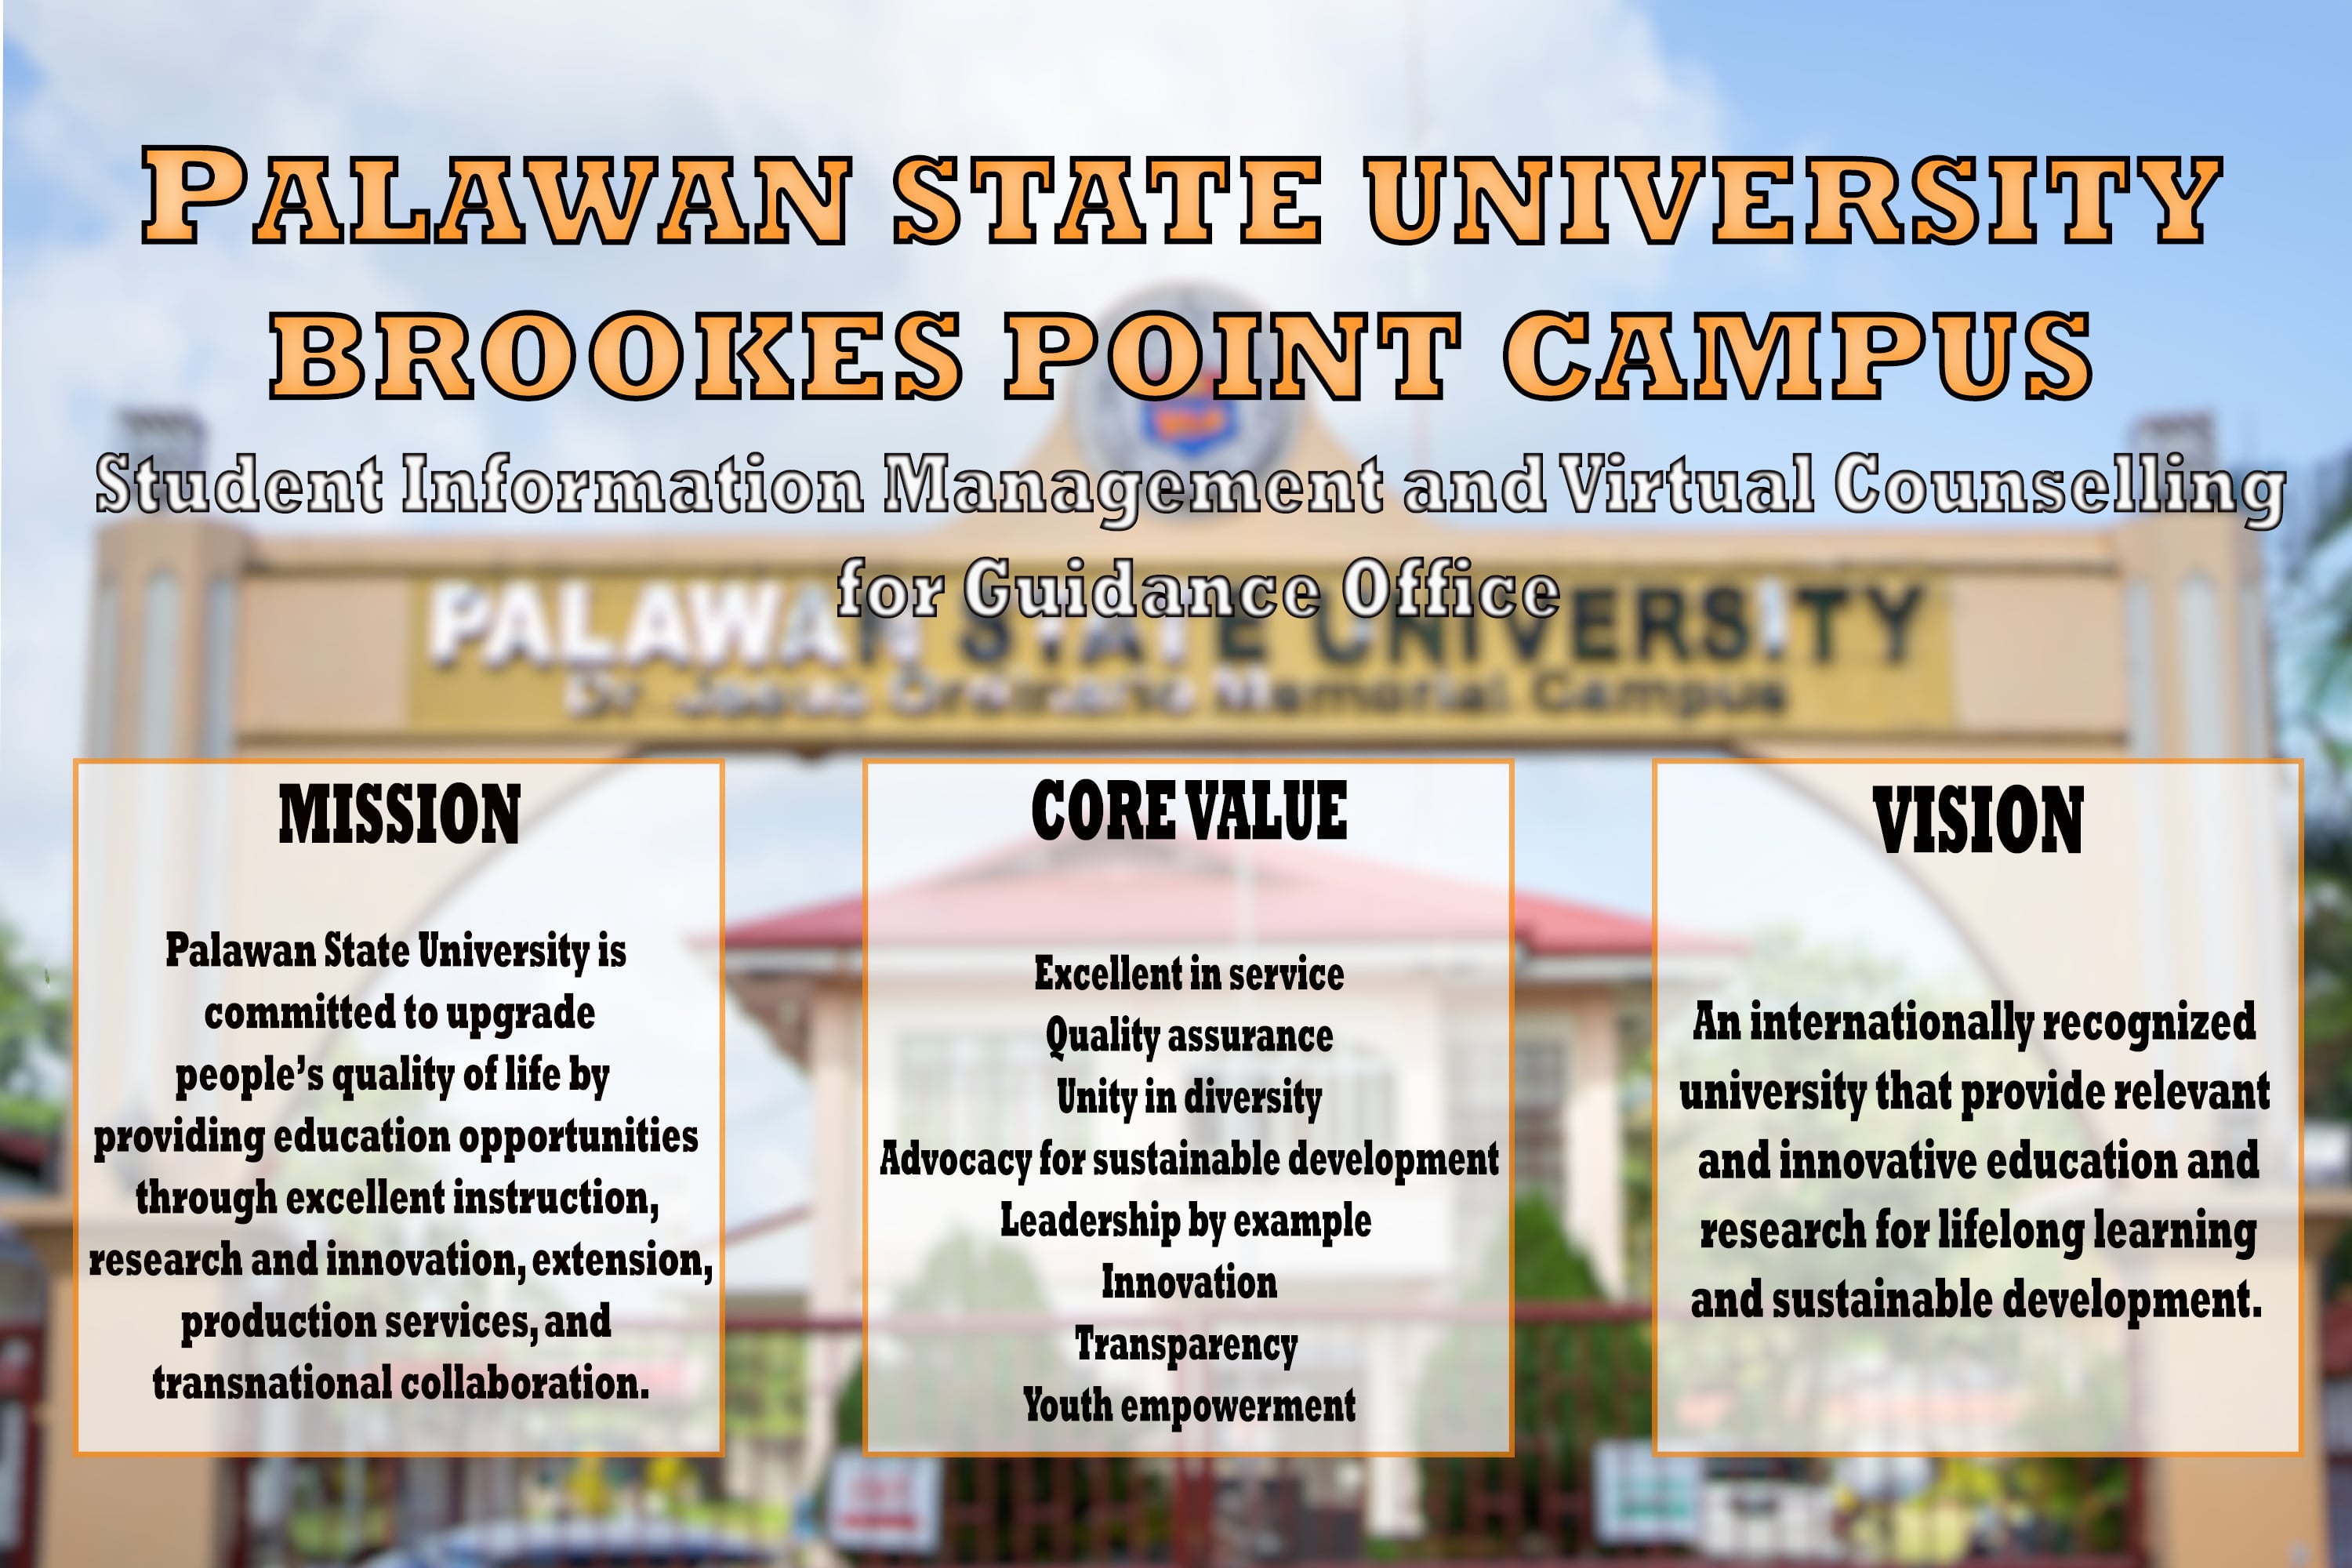 PALAWAN STATE UNIVERSITY
BROOKES POINT CAMPUS
Student Information Management and Virtual Counselling
for Guidance Office
PALAWAN STATE UNIVERSITY
Memorial Campus
MISSION
Palawan State University is
committed to upgrade
people’s quality of life by
providing education opportunities
through excellent instruction,
research and innovation, extension,
production services, and
transnational collaboration.
CORE VALUE
Excellent in service
Quality assurance
Unity in diversity
Advocacy for sustainable development
Leadership by example
Innovation
Transparency
Youth empowerment
VISION
An internationally recognized
university that provide relevant
and innovative education and
research for lifelong learning
and sustainable development.